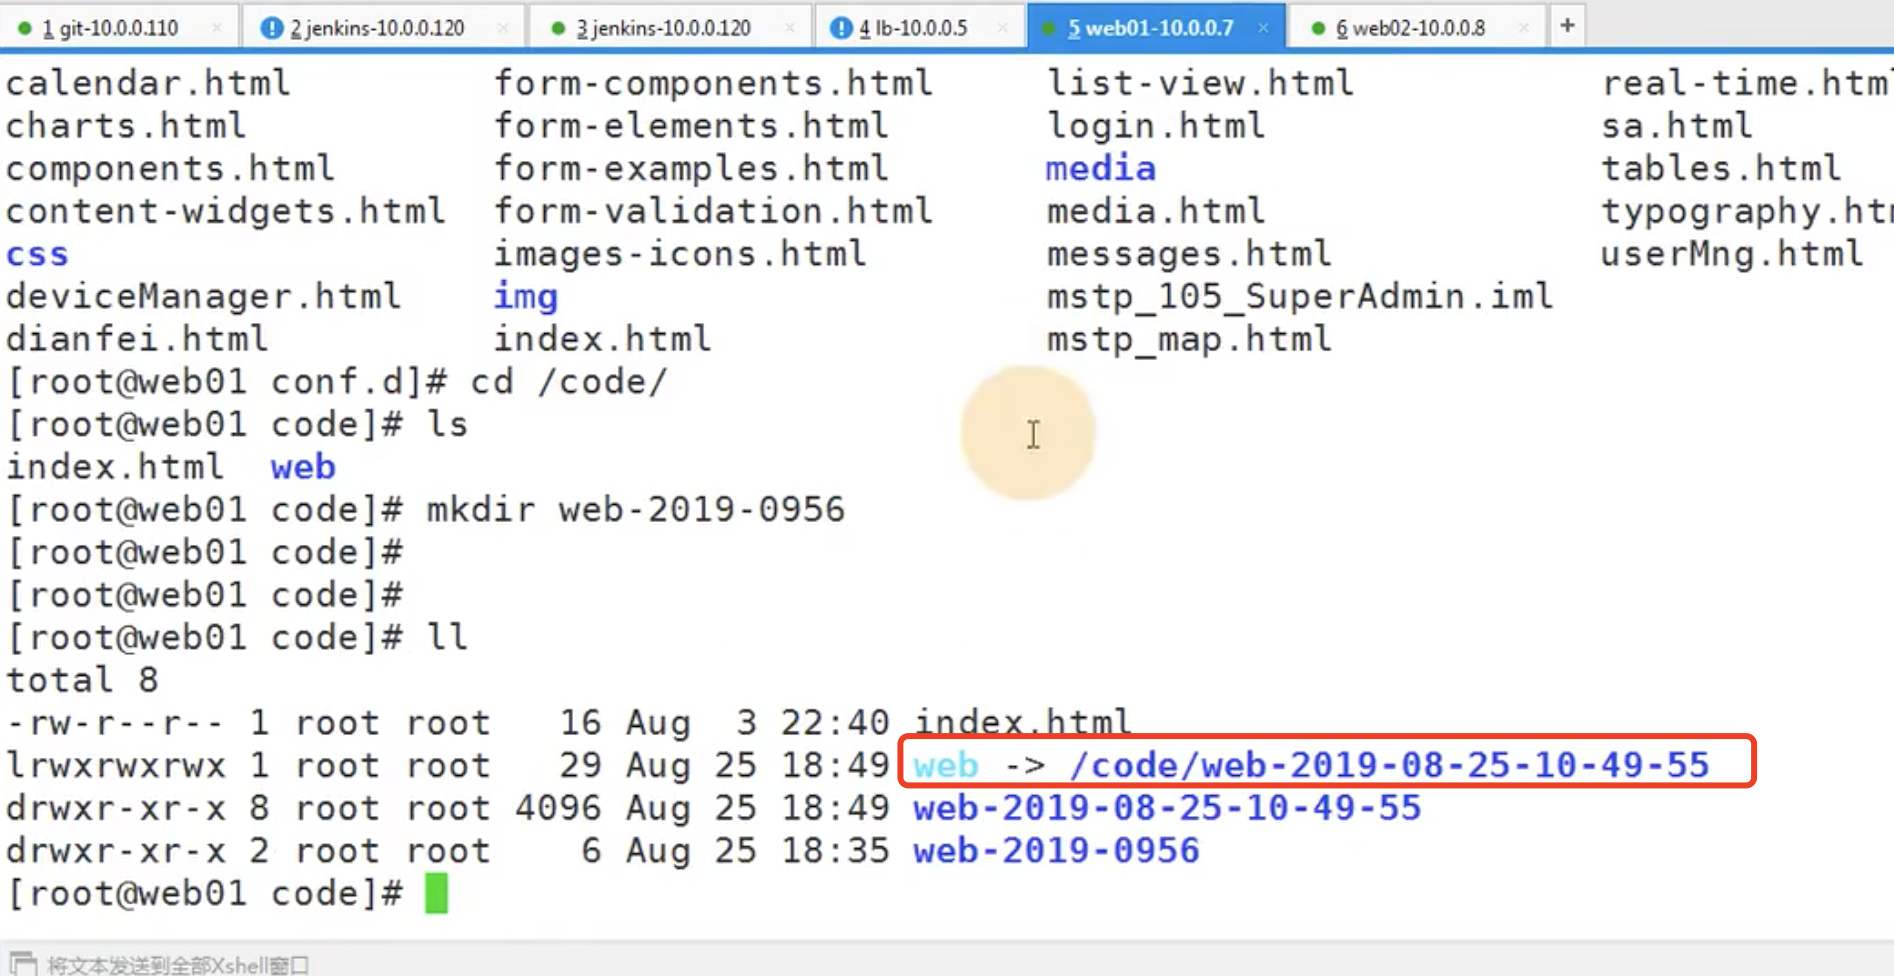 1 git-10.0.0.110 × 2 jenkins-10.0.0.120 × 3 jenkins-10.0.0.120 × 4 lb-10.0.0.5 × 5 web01-10.0.0.7 × 6 web02-10.0.0.8 × +
calendar.html form-components.html list-view.html real-time.htm
charts.html form-elements.html login.html sa.html
components.html form-examples.html media tables.html
content-widgets.html form-validation.html media.html typography.ht
css images-icons.html messages.html userMng.html
deviceManager.html img mstp_105_SuperAdmin.iml
dianfei.html index.html mstp_map.html
[root@web01 conf.d]# cd /code/
[root@web01 code]# ls
index.html web
[root@web01 code]# mkdir web-2019-0956
[root@web01 code]#
[root@web01 code]#
[root@web01 code]# ll
total 8
-rw-r--r-- 1 root root 16 Aug 3 22:40 index.html
lrwxrwxrwx 1 root root 29 Aug 25 18:49 web -> /code/web-2019-08-25-10-49-55
drwxr-xr-x 8 root root 4096 Aug 25 18:49 web-2019-08-25-10-49-55
drwxr-xr-x 2 root root 6 Aug 25 18:35 web-2019-0956
[root@web01 code]#
将文本发送到全部Xshell窗口